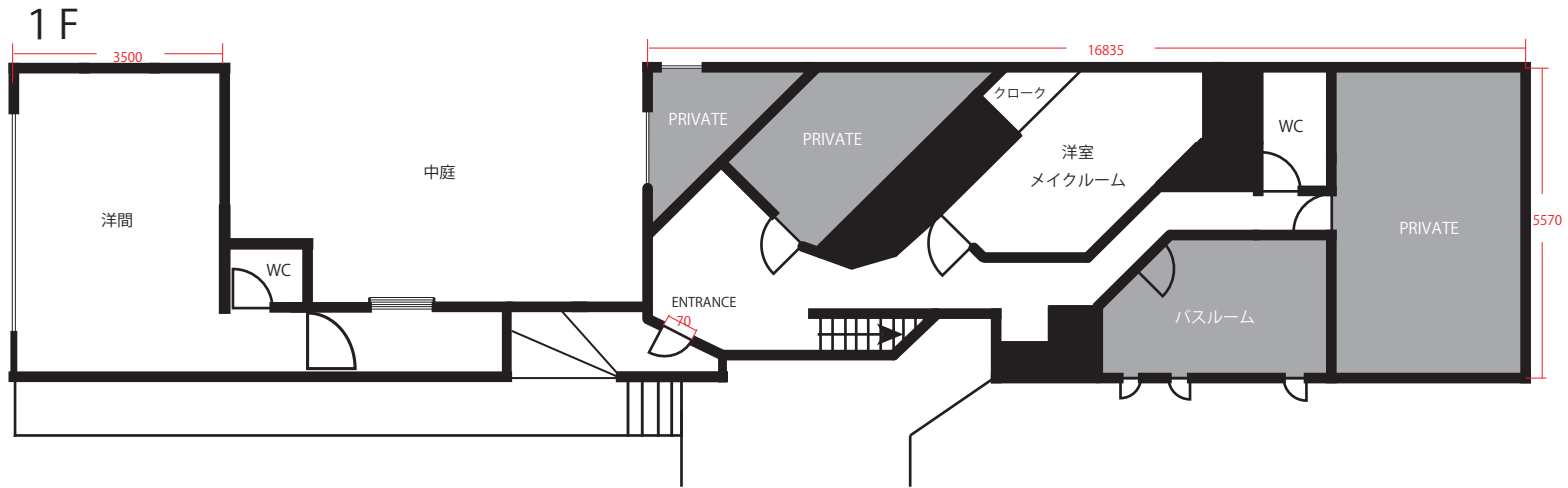 1F
3500
16835
クローク
PRIVATE
WC
PRIVATE
洋室
メイクルーム
中庭
洋間
5570
PRIVATE
WC
ENTRANCE
70
バスルーム